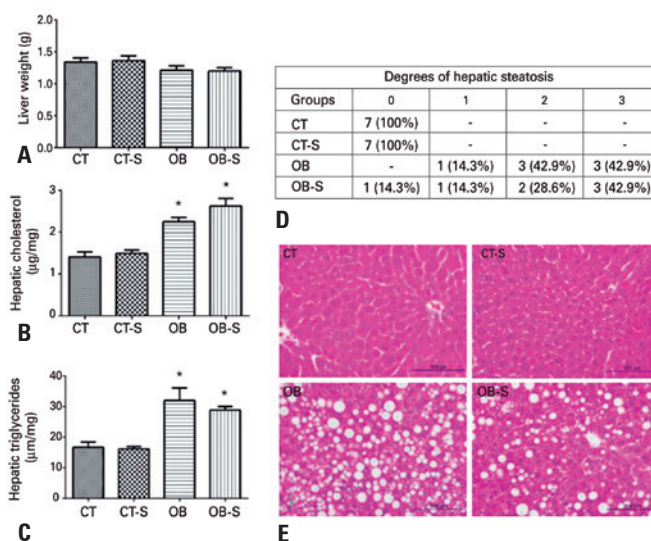 Liver weight (g)
2.0
1.5
1.0
0.5
0.0
CT
CT-S
OB
OB-S
A
Hepatic cholesterol
(µg/mg)
3
2
1
0
*
*
CT
CT-S
OB
OB-S
B
Hepatic triglycerides
(µm/mg)
40
30
20
10
0
*
*
CT
CT-S
OB
OB-S
C
Degrees of hepatic steatosis
Groups 0 1 2 3
CT 7 (100%) - - -
CT-S 7 (100%) - - -
OB - 1 (14.3%) 3 (42.9%) 3 (42.9%)
OB-S 1 (14.3%) 1 (14.3%) 2 (28.6%) 3 (42.9%)
D
CT
CT-S
OB
OB-S
E